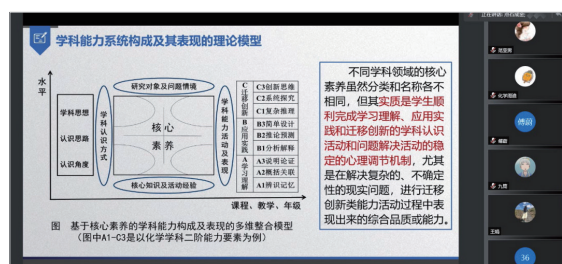 学科能力系统构成及其表现的理论模型
水平
研究对象及问题情境
学科思想
认识思路
认识角度
学科认识方式
核心
素养
学科能力活动及表现
核心知识及活动经验
C迁移创新
B应用实践
A学习理解
C3创新思维
C2系统探究
C1复杂推理
B3简单设计
B2推论预测
B1分析解释
A3说明论证
A2概括关联
A1辨识记忆
课程、教学、年级
图 基于核心素养的学科能力构成及表现的多维整合模型
(图中A1-C3是以化学学科二阶能力要素为例)
不同学科领域的核心
素养虽然分类和名称各不
相同，但其实质是学生顺
利完成学习理解、应用实
践和迁移创新的学科认识
活动和问题解决活动的稳
定的心理调节机制，尤其
是在解决复杂的、不确定
性的现实问题，进行迁移
创新类能力活动过程中表
现出来的综合品质或能力。
九霄
王娟
36